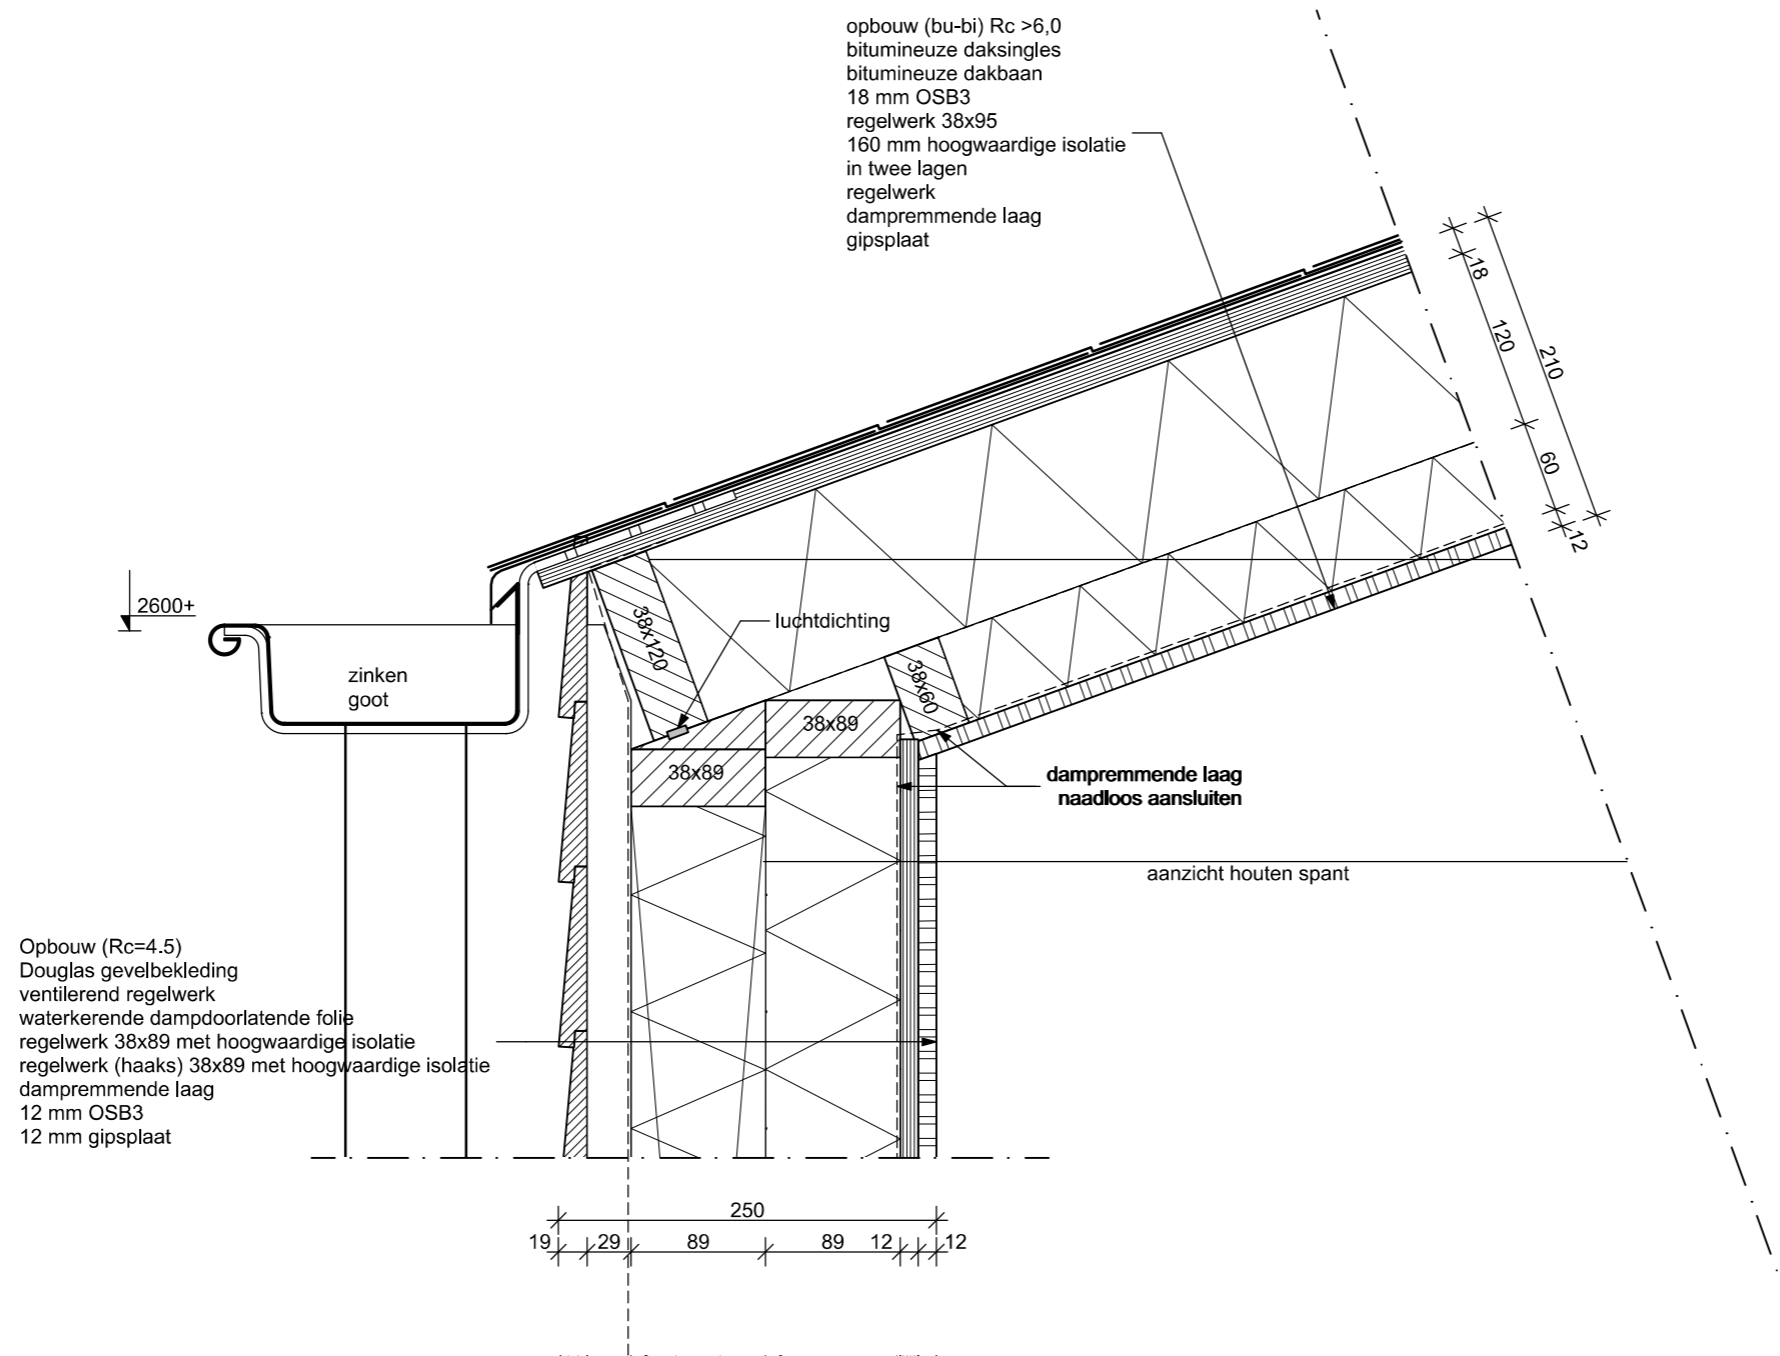 opbouw (bu-bi) Rc >6,0
bitumineuze daksingles
bitumineuze dakbaan
18 mm OSB3
regelwerk 38x95
160 mm hoogwaardige isolatie
in twee lagen
regelwerk
dampremmende laag
gipsplaat
18
120
210
60
12
2600+
zinken
goot
38x120
luchtdichting
38x60
38x89
38x89
dampremmende laag
naadloos aansluiten
aanzicht houten spant
Opbouw (Rc=4.5)
Douglas gevelbekleding
ventilerend regelwerk
waterkerende dampdoorlatende folie
regelwerk 38x89 met hoogwaardige isolatie
regelwerk (haaks) 38x89 met hoogwaardige isolatie
dampremmende laag
12 mm OSB3
12 mm gipsplaat
250
19 29 89 89 12 12